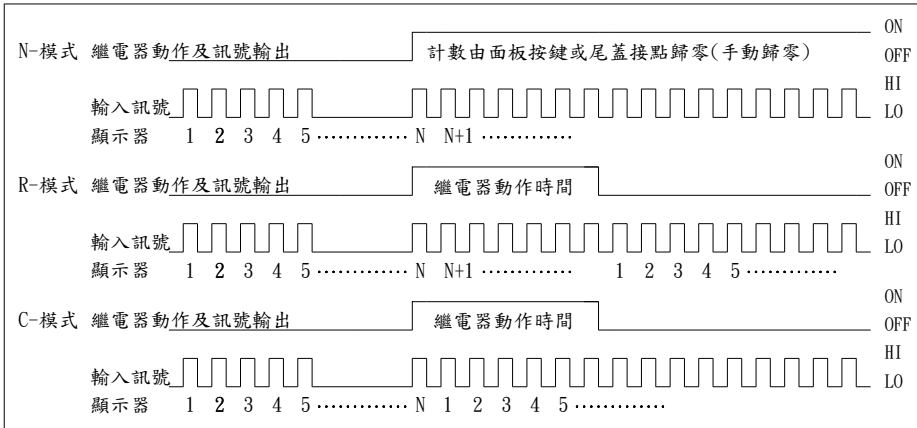 ON
N-模式 繼電器動作及訊號輸出 計數由面板按鍵或尾蓋接點歸零(手動歸零) OFF
HI
輸入訊號 LO
顯示器 1 2 3 4 5 ············ N N+1 ············
ON
R-模式 繼電器動作及訊號輸出 繼電器動作時間 OFF
HI
輸入訊號 LO
顯示器 1 2 3 4 5 ············ N N+1 ············ 1 2 3 4 5 ············
ON
C-模式 繼電器動作及訊號輸出 繼電器動作時間 OFF
HI
輸入訊號 LO
顯示器 1 2 3 4 5 ············ N 1 2 3 4 5 ············